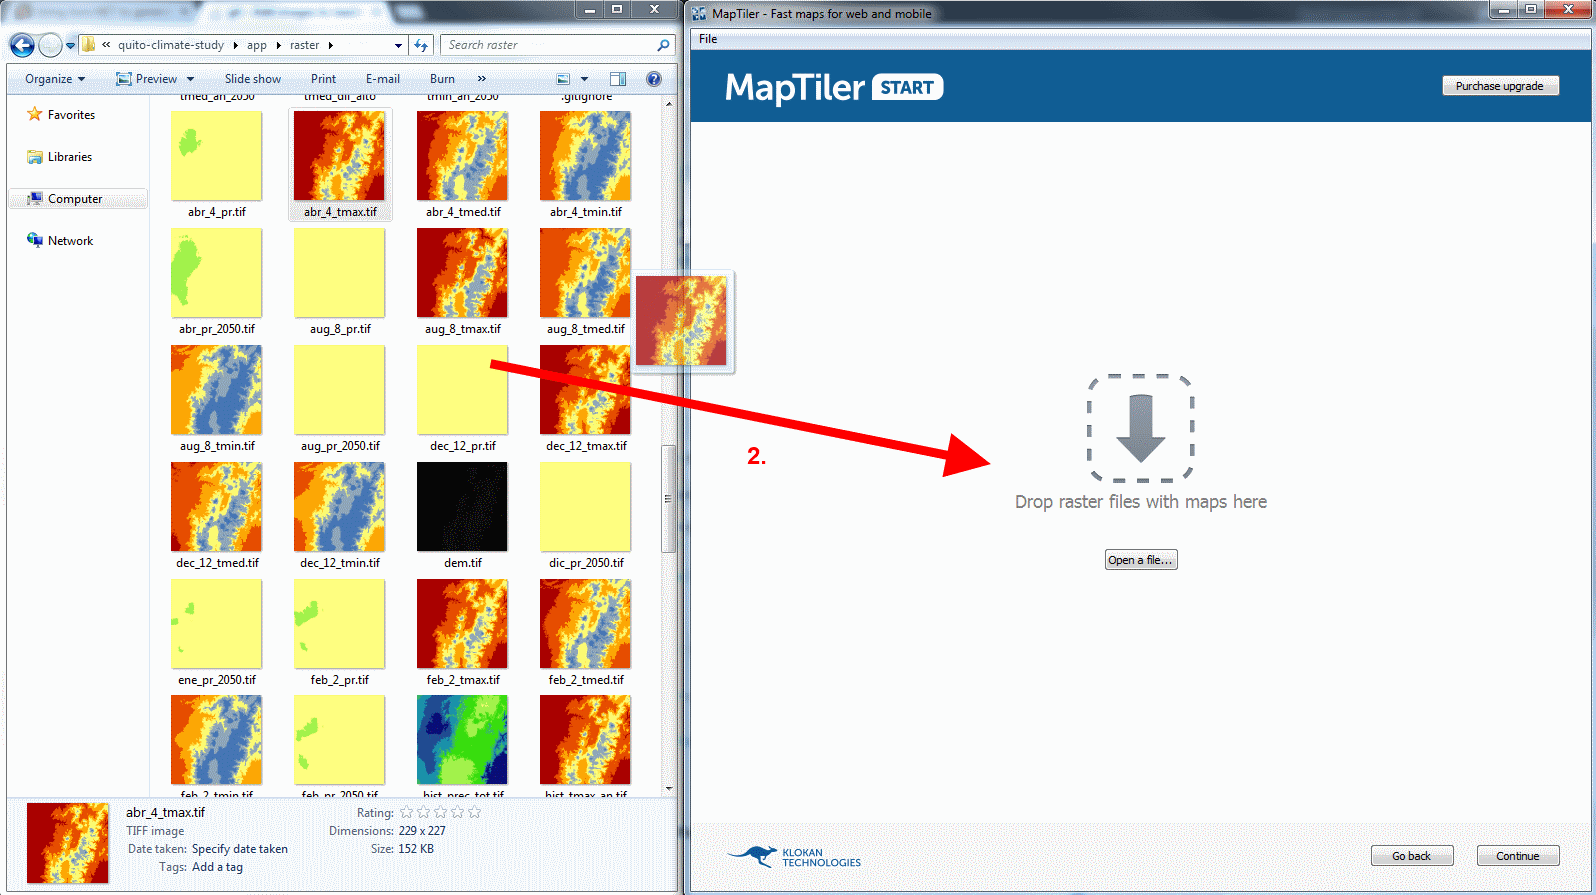 quito-climate-study
app
raster
Search raster
Organize
Preview
Slide show
Print
E-mail
Burn
»
Favorites
Libraries
Computer
Network
tmed_an_2050
tmed_dif_alto
tmin_an_2050
.gitignore
abr_4_pr.tif
abr_4_tmax.tif
abr_4_tmed.tif
abr_4_tmin.tif
abr_pr_2050.tif
aug_8_pr.tif
aug_8_tmax.tif
aug_8_tmed.tif
aug_8_tmin.tif
aug_pr_2050.tif
dec_12_pr.tif
dec_12_tmax.tif
dec_12_tmed.tif
dec_12_tmin.tif
dem.tif
dic_pr_2050.tif
ene_pr_2050.tif
feb_2_pr.tif
feb_2_tmax.tif
feb_2_tmed.tif
feb_2_tmin.tif
feb_pr_2050.tif
hist_prec_tot.tif
hist_tmax_an.tif
abr_4_tmax.tif
TIFF image
Date taken: Specify date taken
Tags: Add a tag
Rating:
Dimensions: 229 x 227
Size: 152 KB
MapTiler - Fast maps for web and mobile
File
MapTiler START
Purchase upgrade
2.
Drop raster files with maps here
Open a file...
KLOKAN
TECHNOLOGIES
Go back
Continue